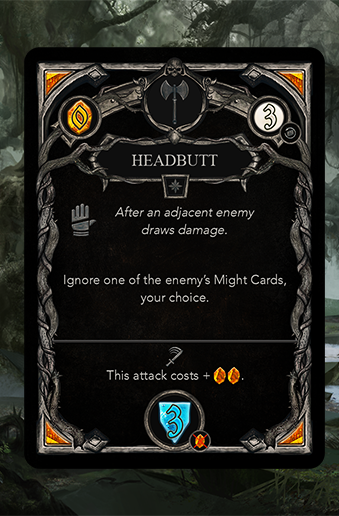 0
3
HEADBUTT
After an adjacent enemy
draws damage.
Ignore one of the enemy's Might Cards,
your choice.
This attack costs + .
3